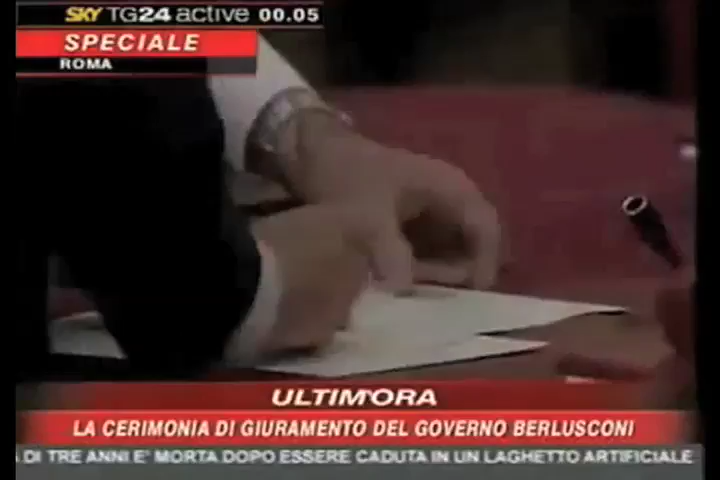 SKY TG24 active 00.05
SPECIALE
ROMA
ULTIM'ORA
LA CERIMONIA DI GIURAMENTO DEL GOVERNO BERLUSCONI
A DI TRE ANNI E' MORTA DOPO ESSERE CADUTA IN UN LAGHETTO ARTIFICIALE